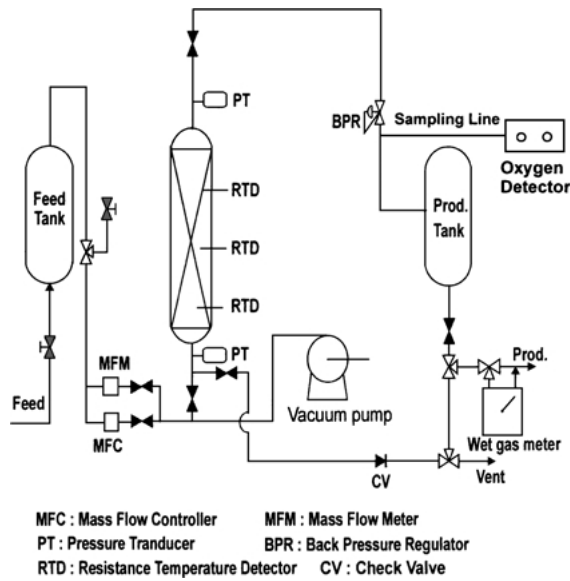 PT
BPR
Sampling Line
Oxygen
Detector
Feed
Tank
RTD
Prod.
Tank
RTD
RTD
PT
MFM
Prod.
Feed
Vacuum pump
MFC
Wet gas meter
CV
Vent
MFC : Mass Flow Controller
MFM : Mass Flow Meter
PT : Pressure Tranducer
BPR : Back Pressure Regulator
RTD : Resistance Temperature Detector
CV : Check Valve